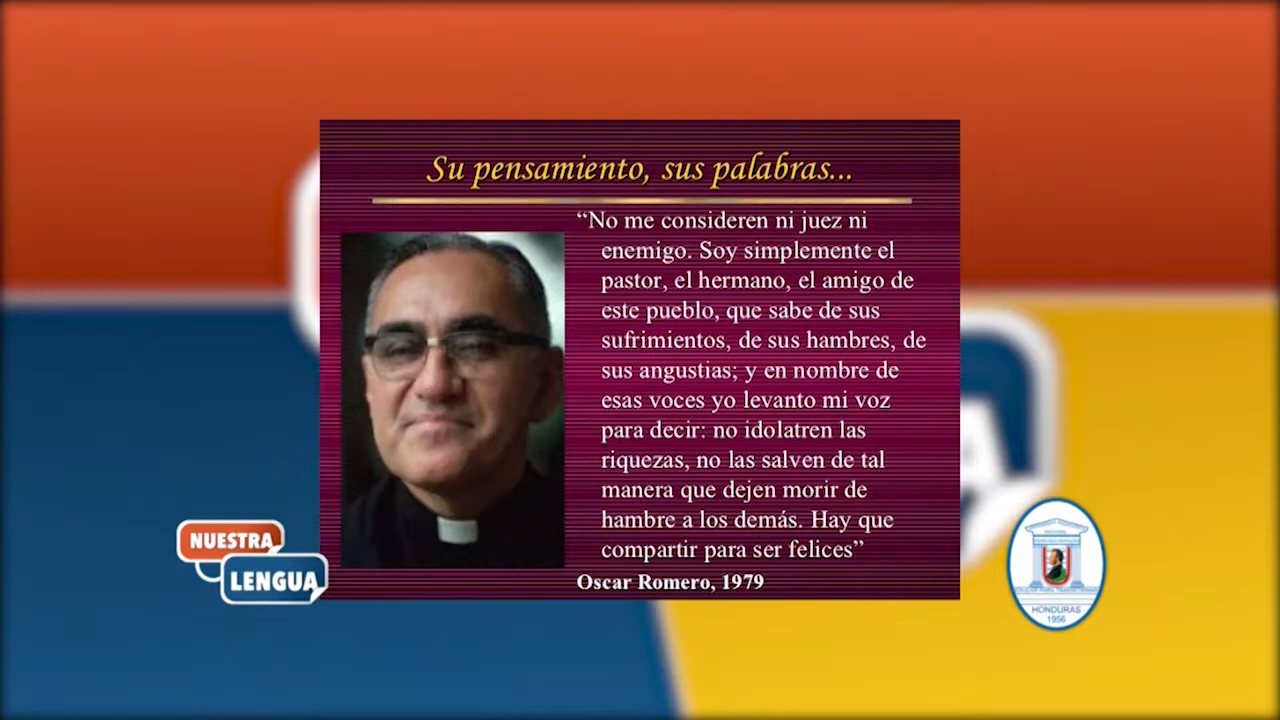 Su pensamiento, sus palabras...
“No me consideren ni juez ni
enemigo. Soy simplemente el
pastor, el hermano, el amigo de
este pueblo, que sabe de sus
sufrimientos, de sus hambres, de
sus angustias; y en nombre de
esas voces yo levanto mi voz
para decir: no idolatren las
riquezas, no las salven de tal
manera que dejen morir de
hambre a los demás. Hay que
compartir para ser felices”
Oscar Romero, 1979
NUESTRA
LENGUA
HONDURAS
1956